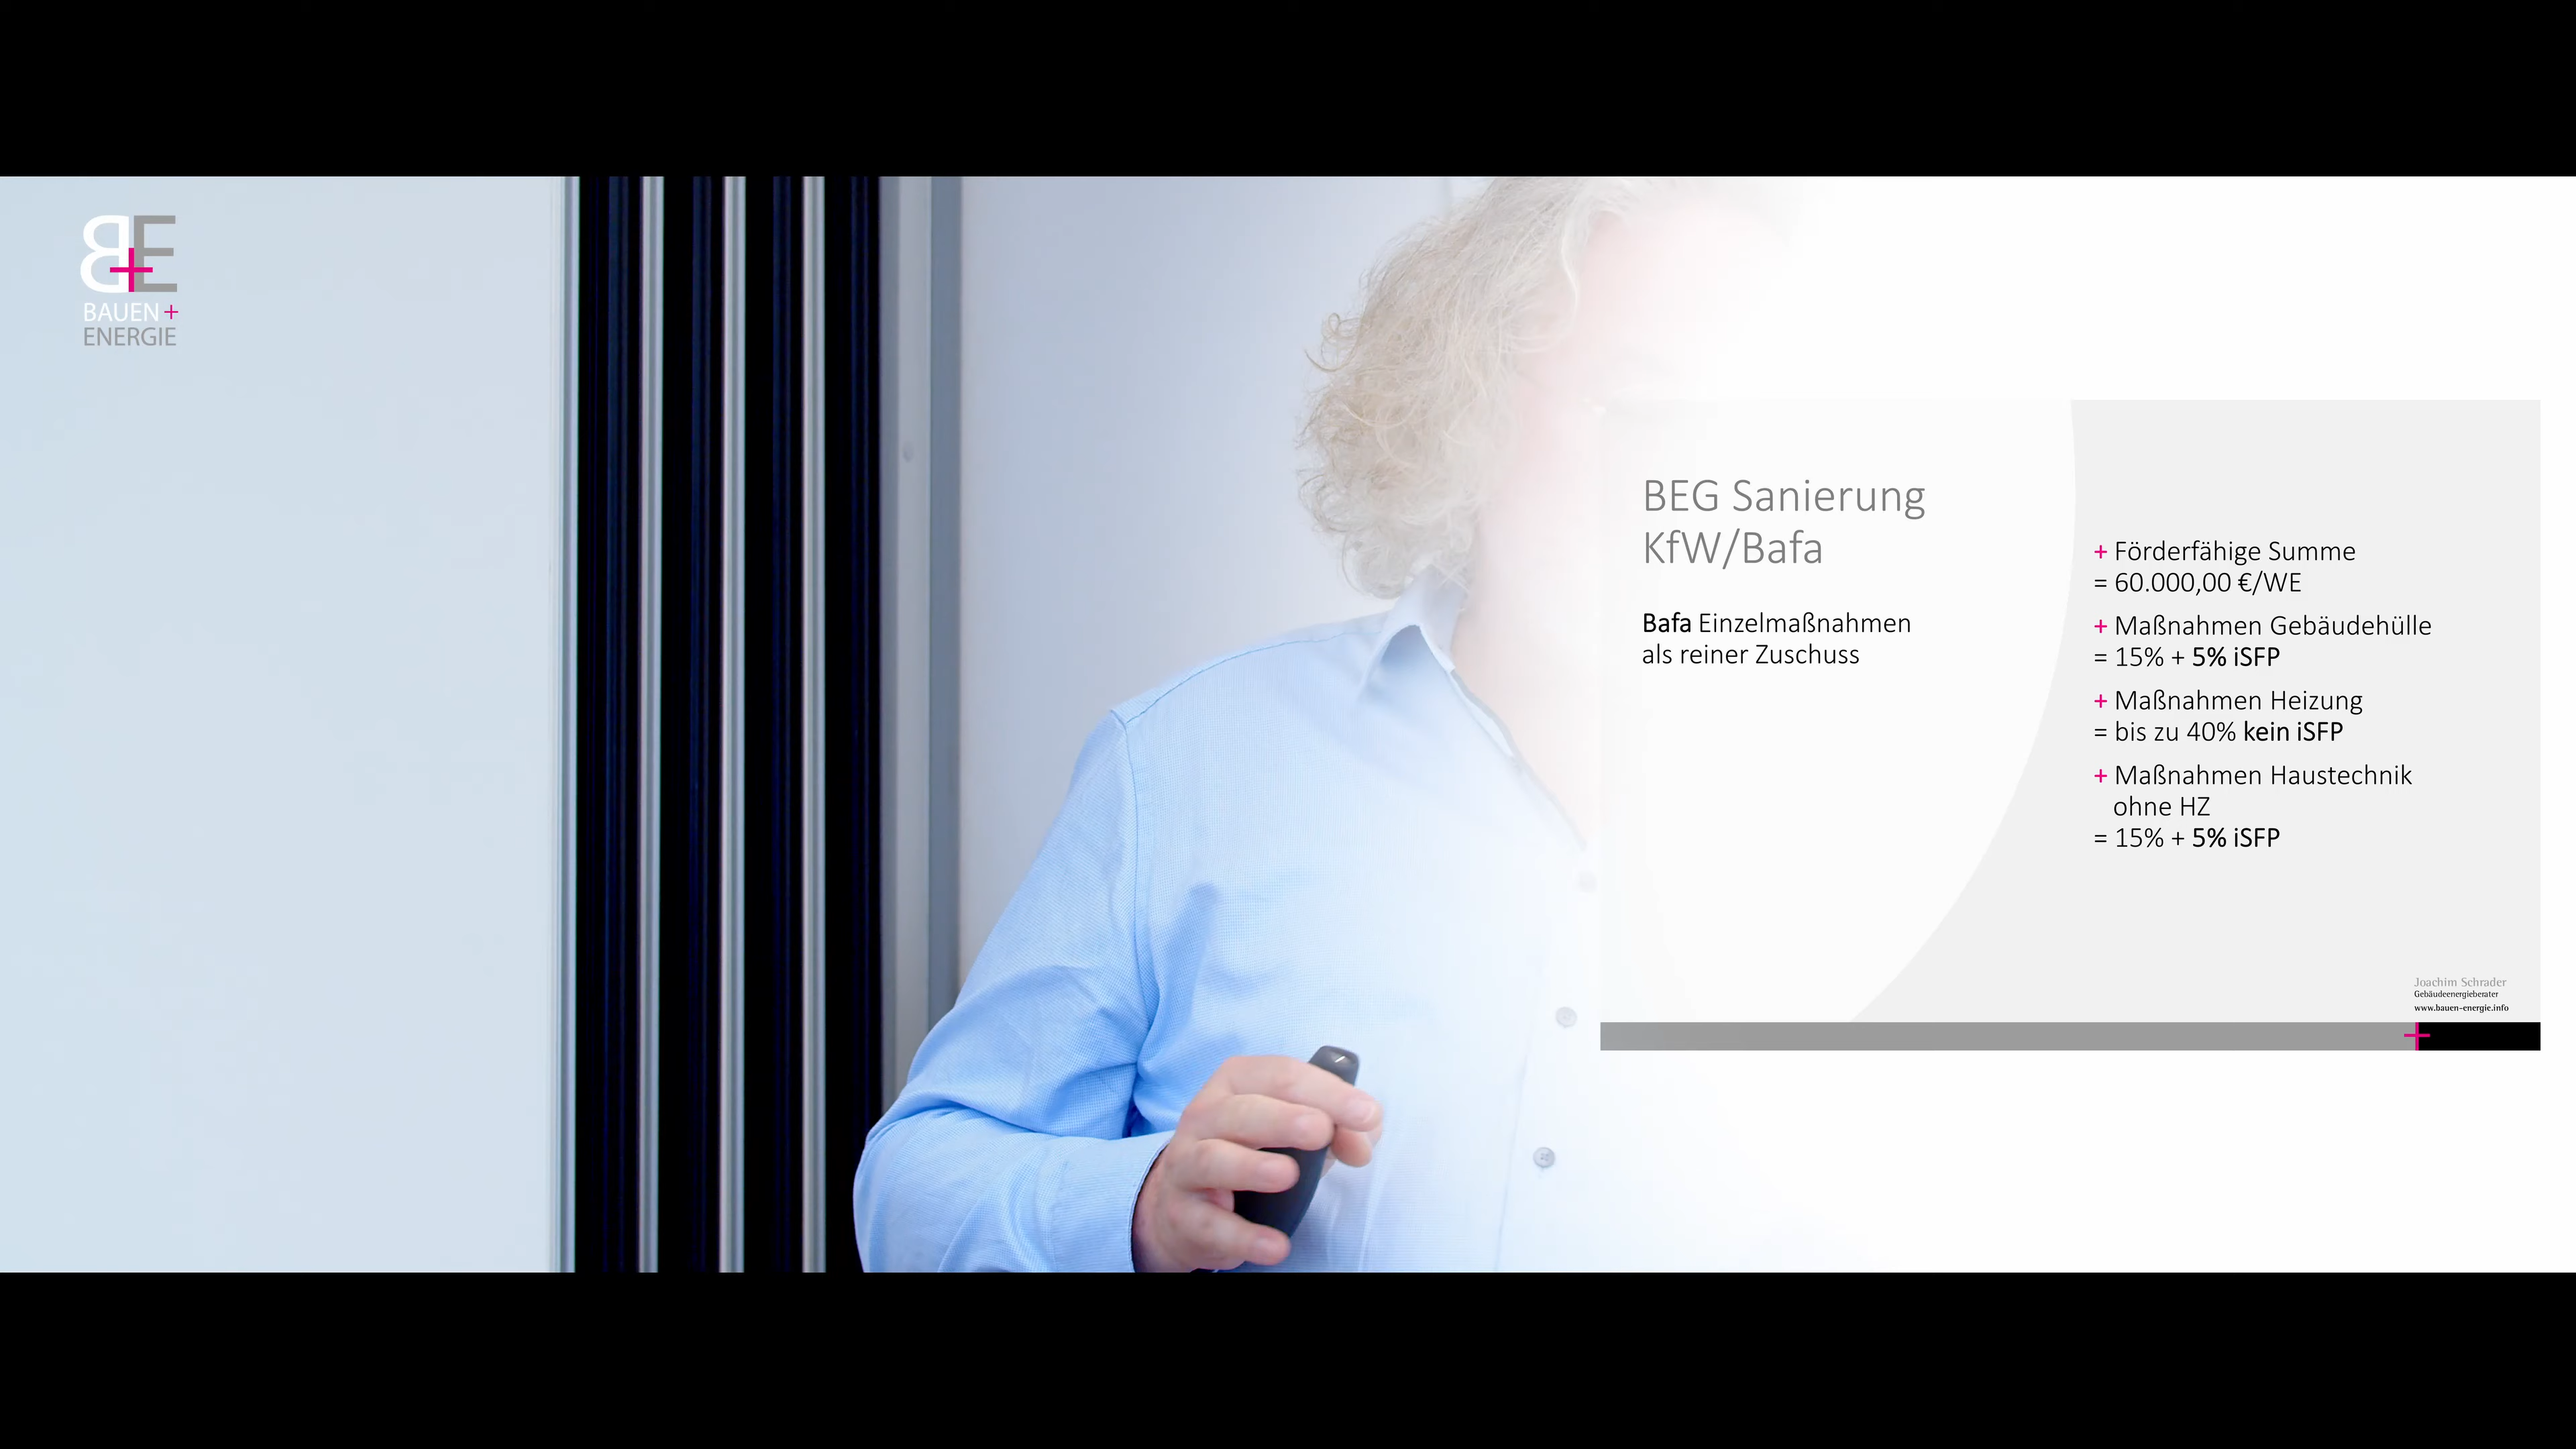 BE
BAUEN+
ENERGIE
BEG Sanierung
KfW/Bafa
Bafa Einzelmaßnahmen
als reiner Zuschuss
+ Förderfähige Summe
= 60.000,00 €/WE
+ Maßnahmen Gebäudehülle
= 15% + 5% iSFP
+ Maßnahmen Heizung
= bis zu 40% kein iSFP
+ Maßnahmen Haustechnik
ohne HZ
= 15% + 5% iSFP
Joachim Schrader
Gebäudeenergieberater
www.bauen-energie.info